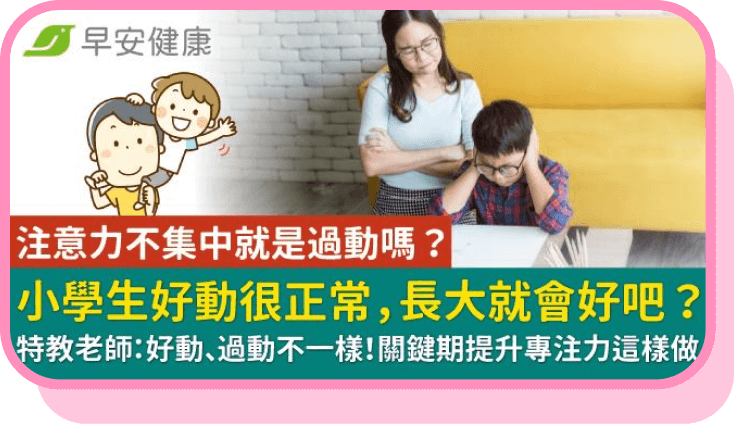 早安健康
注意力不集中就是過動嗎？
小學生好動很正常，長大就會好吧？
特教老師：好動、過動不一樣！關鍵期提升專注力這樣做